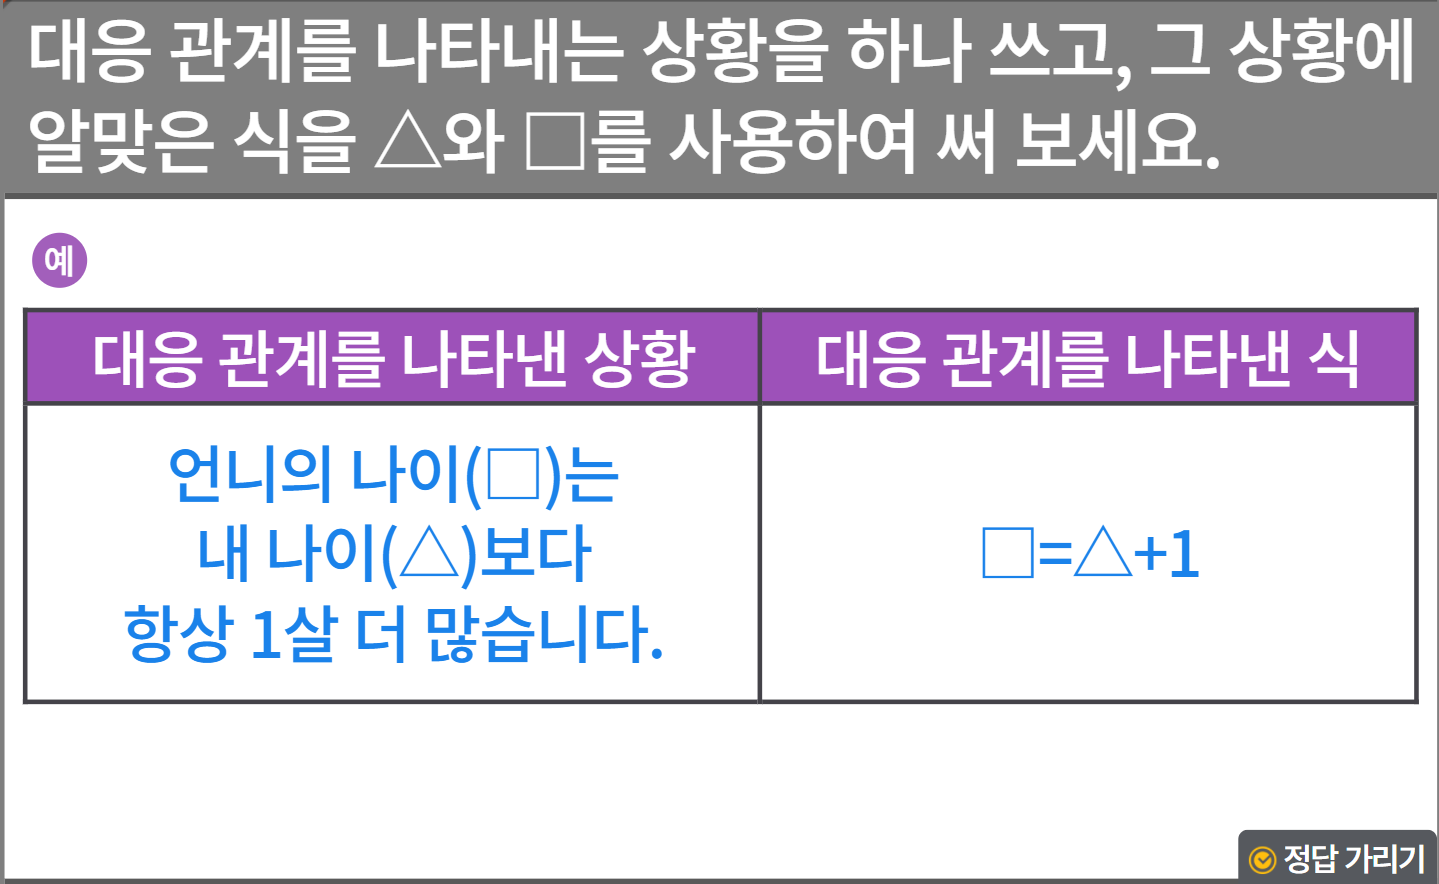 대응 관계를 나타내는 상황을 하나 쓰고, 그 상황에
알맞은 식을 △와 □를 사용하여 써 보세요.
예
대응 관계를 나타낸 상황
대응 관계를 나타낸 식
언니의 나이(□)는
내 나이(△)보다
항상 1살 더 많습니다.
□=△+1
정답 가리기